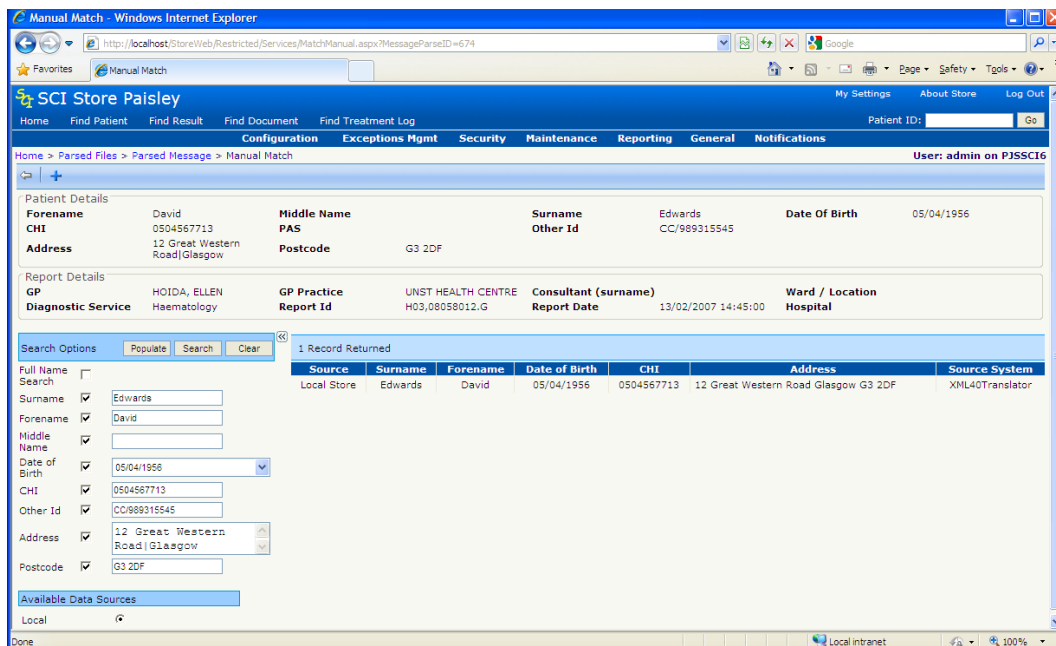 Manual Match - Windows Internet Explorer
http://localhost/StoreWeb/Restricted/Services/MatchManual.aspx?MessageParseID=674
Google
Favorites Manual Match Page Safety Tools
SCI Store Paisley My Settings About Store Log Out
Home Find Patient Find Result Find Document Find Treatment Log Patient ID: Go
Configuration Exceptions Mgmt Security Maintenance Reporting General Notifications
Home > Parsed Files > Parsed Message > Manual Match User: admin on PJSSCI6
Patient Details
Forename David Middle Name Surname Edwards Date Of Birth 05/04/1956
CHI 0504567713 PAS Other Id CC/989315545
Address 12 Great Western Road|Glasgow Postcode G3 2DF
Report Details
GP HOIDA, ELLEN GP Practice UNST HEALTH CENTRE Consultant (surname) Ward / Location
Diagnostic Service Haematology Report Id H03,08058012.G Report Date 13/02/2007 14:45:00 Hospital
Search Options Populate Search Clear
1 Record Returned
Source Surname Forename Date of Birth CHI Address Source System
Local Store Edwards David 05/04/1956 0504567713 12 Great Western Road Glasgow G3 2DF XML40Translator
Full Name Search
Surname Edwards
Forename David
Middle Name
Date of Birth 05/04/1956
CHI 0504567713
Other Id CC/989315545
Address 12 Great Western Road|Glasgow
Postcode G3 2DF
Available Data Sources
Local
Done Local intranet 100%